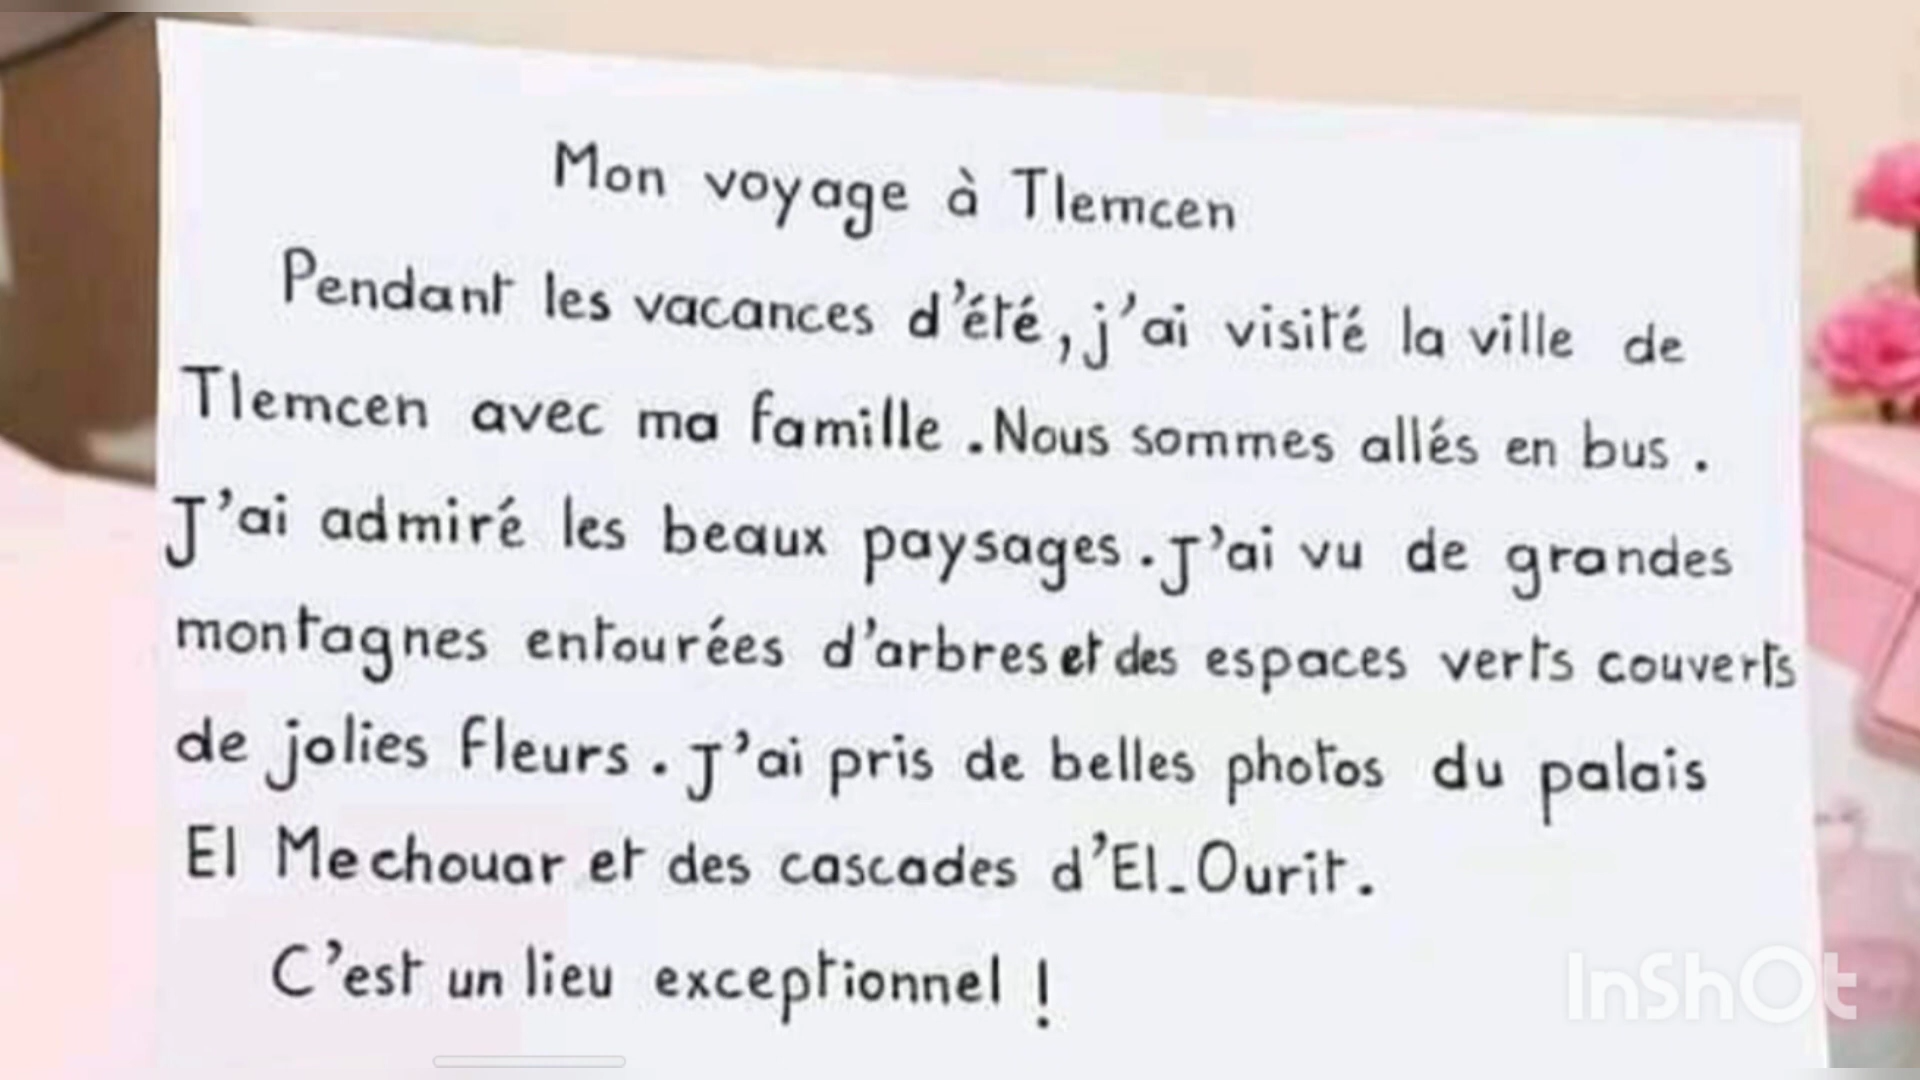 Mon voyage à Tlemcen
Pendant les vacances d'été, j'ai visité la ville de
Tlemcen avec ma famille . Nous sommes allés en bus .
J'ai admiré les beaux paysages . J'ai vu de grandes
montagnes entourées d'arbres et des espaces verts couverts
de jolies fleurs . J'ai pris de belles photos du palais
El Mechouar et des cascades d'El-Ourit .
C'est un lieu exceptionnel !
InShOt